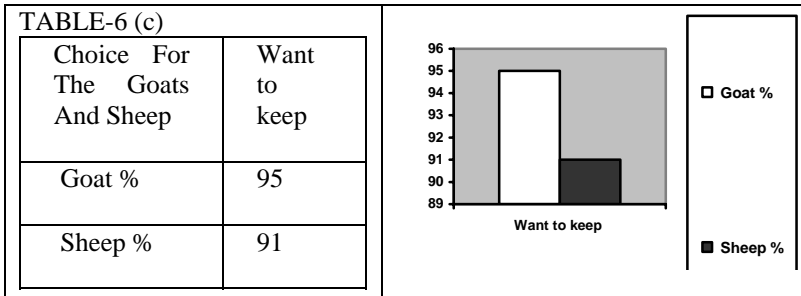 TABLE-6 (c)
Choice For
The Goats
And Sheep
Want
to
keep
Goat %
95
Sheep %
91
96
95
94
93
92
91
90
89
Want to keep
Goat %
Sheep %